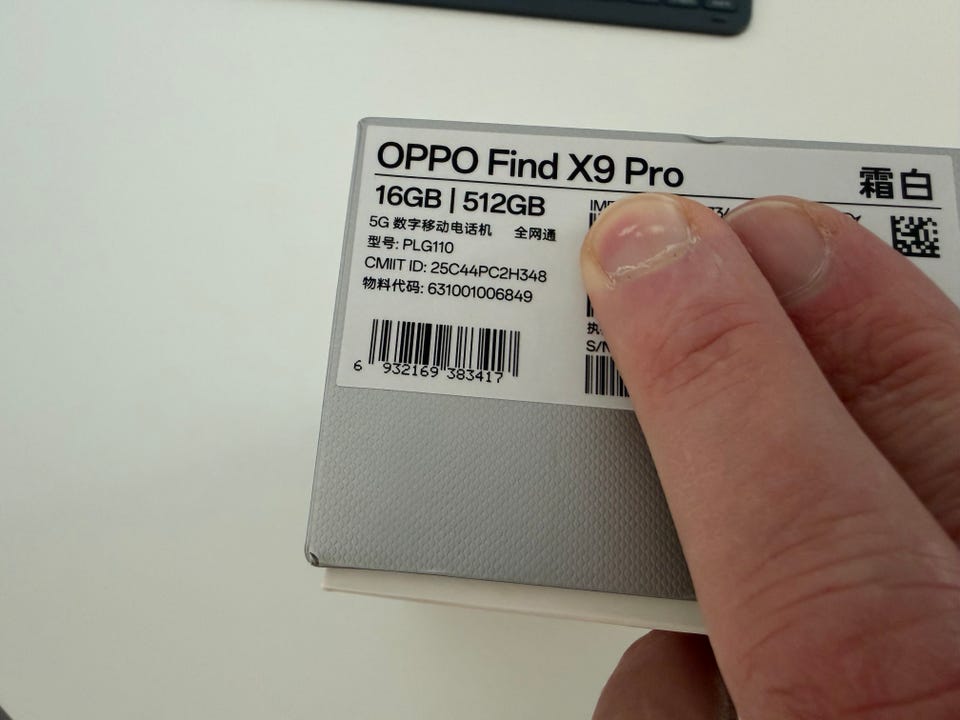 OPPO Find X9 Pro
霜白
16GB | 512GB
5G 数字移动电话机 全网通
型号: PLG110
CMIIT ID: 25C44PC2H348
物料代码: 631001006849
6 932169 383417
S/N